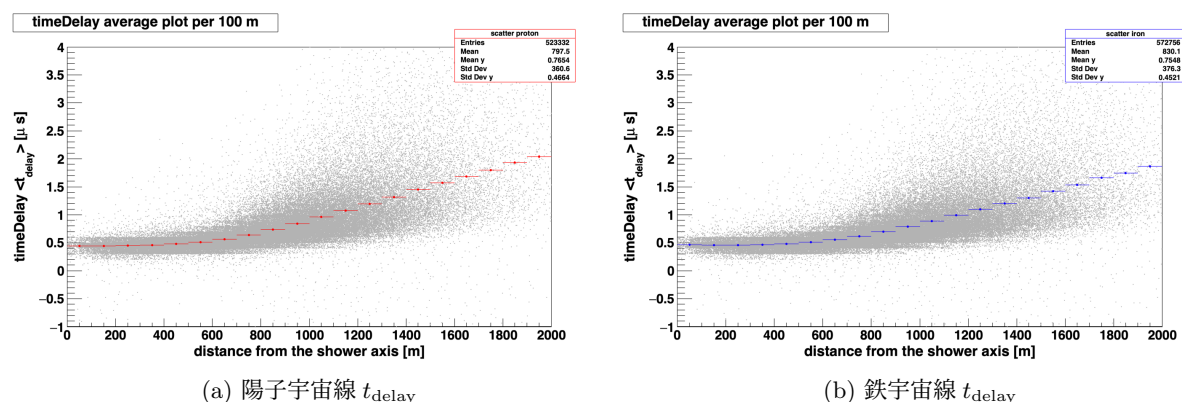 timeDelay average plot per 100 m
scatter proton
Entries 523332
Mean 797.5
Mean y 0.7654
Std Dev 360.6
Std Dev y 0.4664
timeDelay <t_delay> [μ s]
4
3.5
3
2.5
2
1.5
1
0.5
0
−0.5
−1
0 200 400 600 800 1000 1200 1400 1600 1800 2000
distance from the shower axis [m]
(a) 陽子宇宙線 t_delay
timeDelay average plot per 100 m
scatter iron
Entries 572756
Mean 830.1
Mean y 0.7548
Std Dev 376.3
Std Dev y 0.4521
timeDelay <t_delay> [μ s]
4
3.5
3
2.5
2
1.5
1
0.5
0
−0.5
−1
0 200 400 600 800 1000 1200 1400 1600 1800 2000
distance from the shower axis [m]
(b) 鉄宇宙線 t_delay